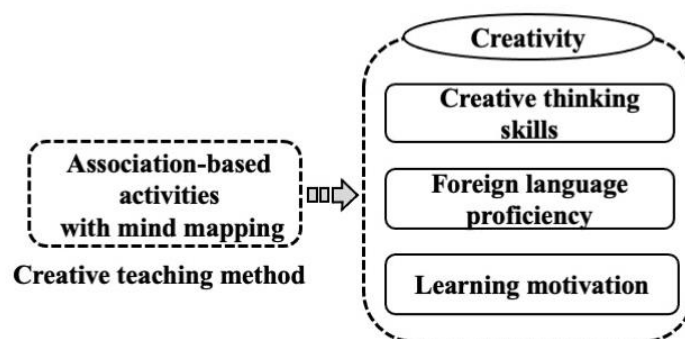 Creativity
Creative thinking
skills
Association-based
activities
with mind mapping
Foreign language
proficiency
Creative teaching method
Learning motivation